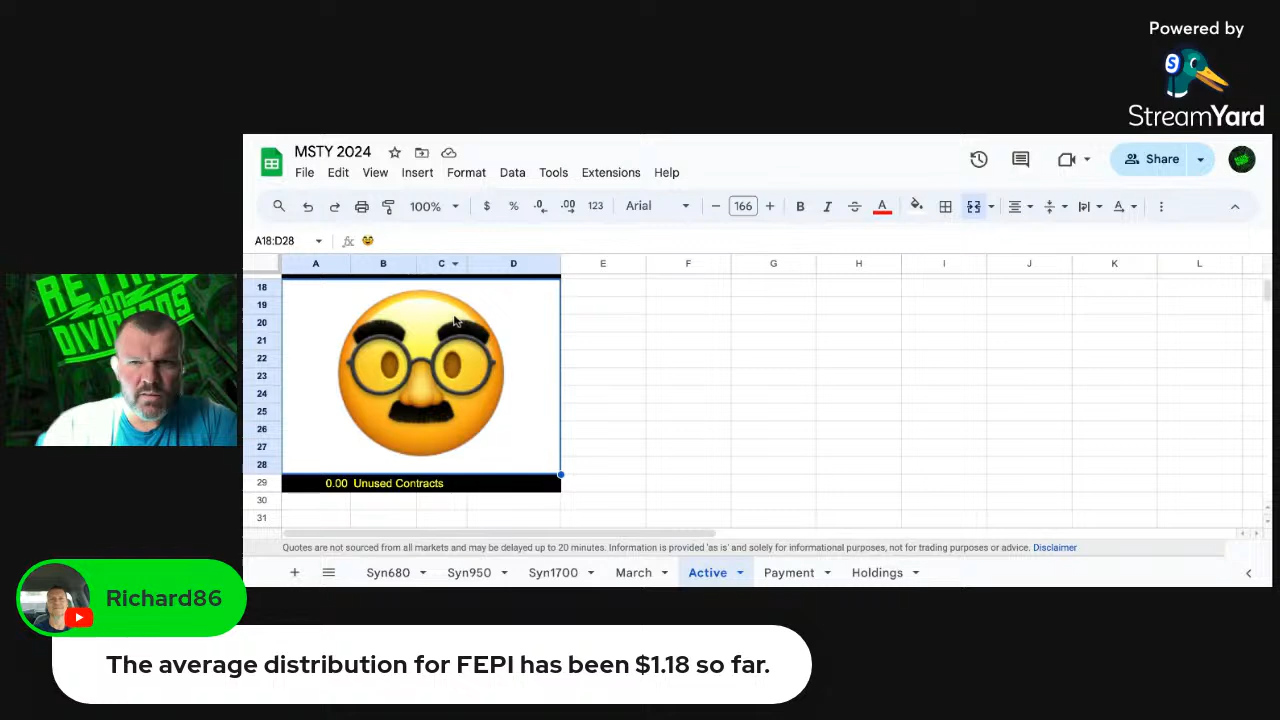 Powered by
StreamYard
MSTY 2024
File Edit View Insert Format Data Tools Extensions Help
Share
100% $ % .0 .00 123 Arial 166 B I A
A18:D28 fx
A B C D E F G H I J K L
18
19
20
21
22
23
24
25
26
27
28
29 0.00 Unused Contracts
30
31
Quotes are not sourced from all markets and may be delayed up to 20 minutes. Information is provided 'as is' and solely for informational purposes, not for trading purposes or advice. Disclaimer
Syn680 Syn950 Syn1700 March Active Payment Holdings
RETIRE
ON
DIVIDENDS
Richard86
The average distribution for FEPI has been $1.18 so far.